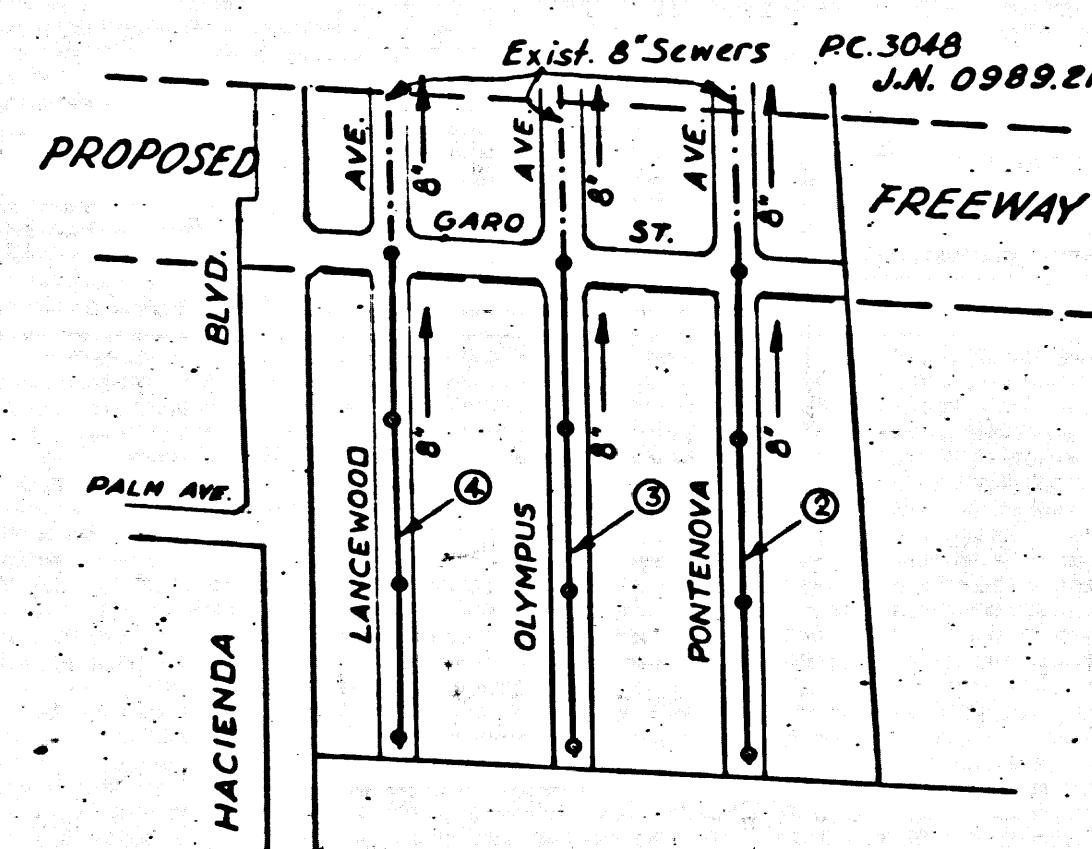 Exist. 8" Sewers
P.C. 3048
J.N. 0989.21
PROPOSED
AVE.
8"
AVE.
8"
AVE.
8"
FREEWAY
GARO ST.
BLVD.
8"
8"
8"
PALM AVE.
LANCEWOOD
4
OLYMPUS
3
PONTENOVA
2
HACIENDA